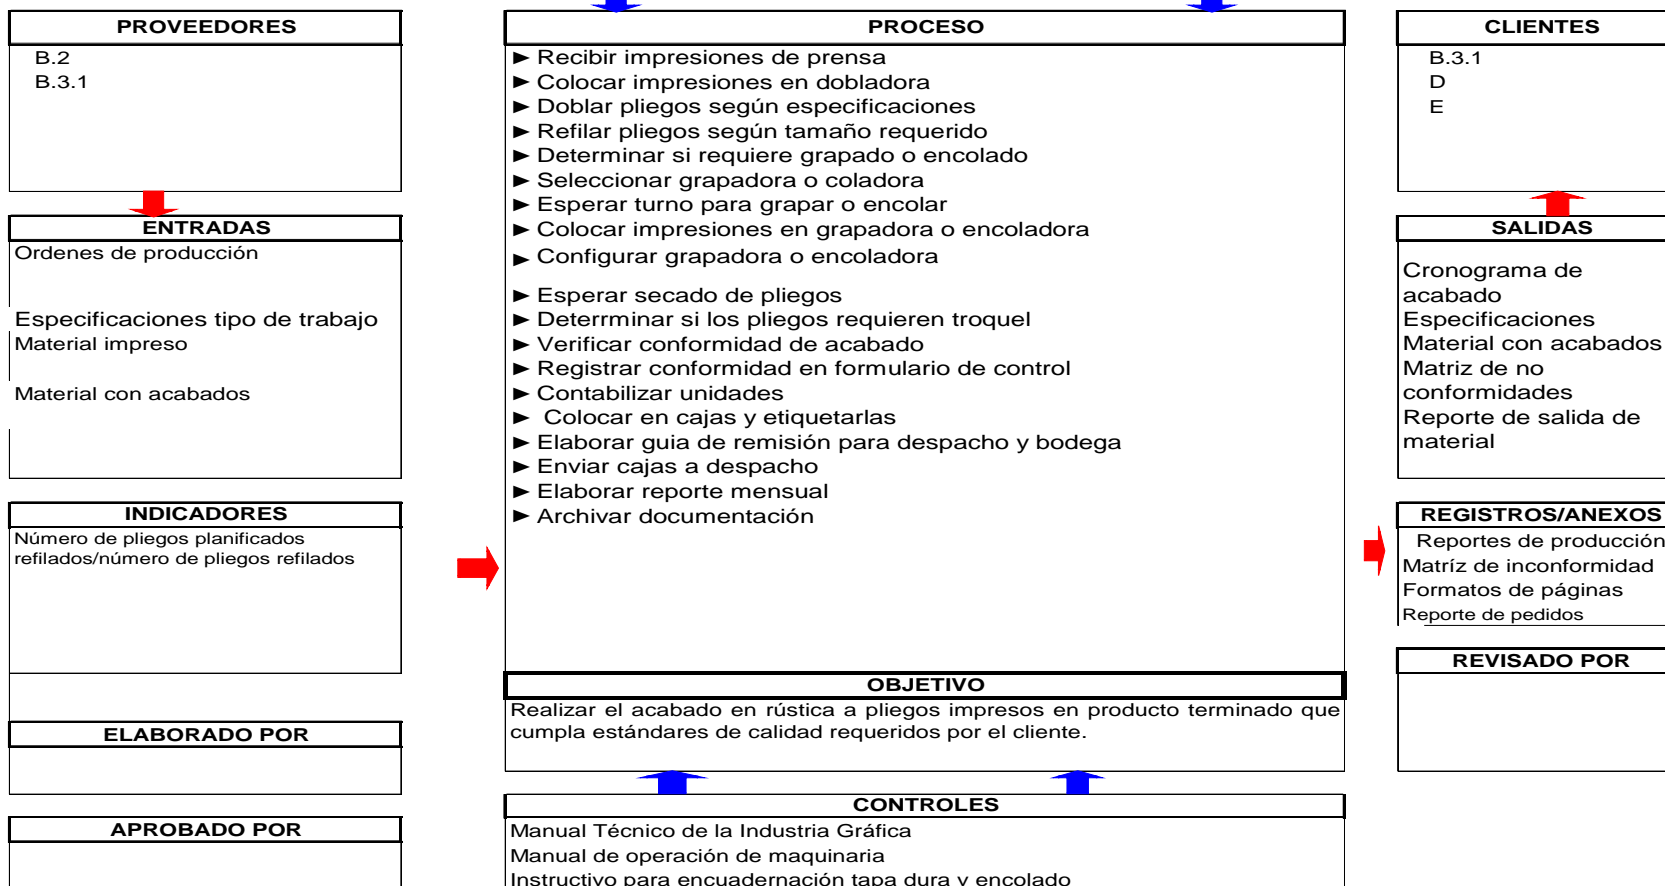 PROVEEDORES
B.2
B.3.1
ENTRADAS
Ordenes de producción
Especificaciones tipo de trabajo
Material impreso
Material con acabados
INDICADORES
Número de pliegos planificados
refilados/número de pliegos refilados
ELABORADO POR
APROBADO POR
PROCESO
► Recibir impresiones de prensa
► Colocar impresiones en dobladora
► Doblar pliegos según especificaciones
► Refilar pliegos según tamaño requerido
► Determinar si requiere grapado o encolado
► Seleccionar grapadora o coladora
► Esperar turno para grapar o encolar
► Colocar impresiones en grapadora o encoladora
► Configurar grapadora o encoladora
► Esperar secado de pliegos
► Deterrminar si los pliegos requieren troquel
► Verificar conformidad de acabado
► Registrar conformidad en formulario de control
► Contabilizar unidades
► Colocar en cajas y etiquetarlas
► Elaborar guia de remisión para despacho y bodega
► Enviar cajas a despacho
► Elaborar reporte mensual
► Archivar documentación
OBJETIVO
Realizar el acabado en rústica a pliegos impresos en producto terminado que
cumpla estándares de calidad requeridos por el cliente.
CONTROLES
Manual Técnico de la Industria Gráfica
Manual de operación de maquinaria
Instructivo para encuadernación tapa dura y encolado
CLIENTES
B.3.1
D
E
SALIDAS
Cronograma de
acabado
Especificaciones
Material con acabados
Matriz de no
conformidades
Reporte de salida de
material
REGISTROS/ANEXOS
Reportes de producción
Matríz de inconformidad
Formatos de páginas
Reporte de pedidos
REVISADO POR